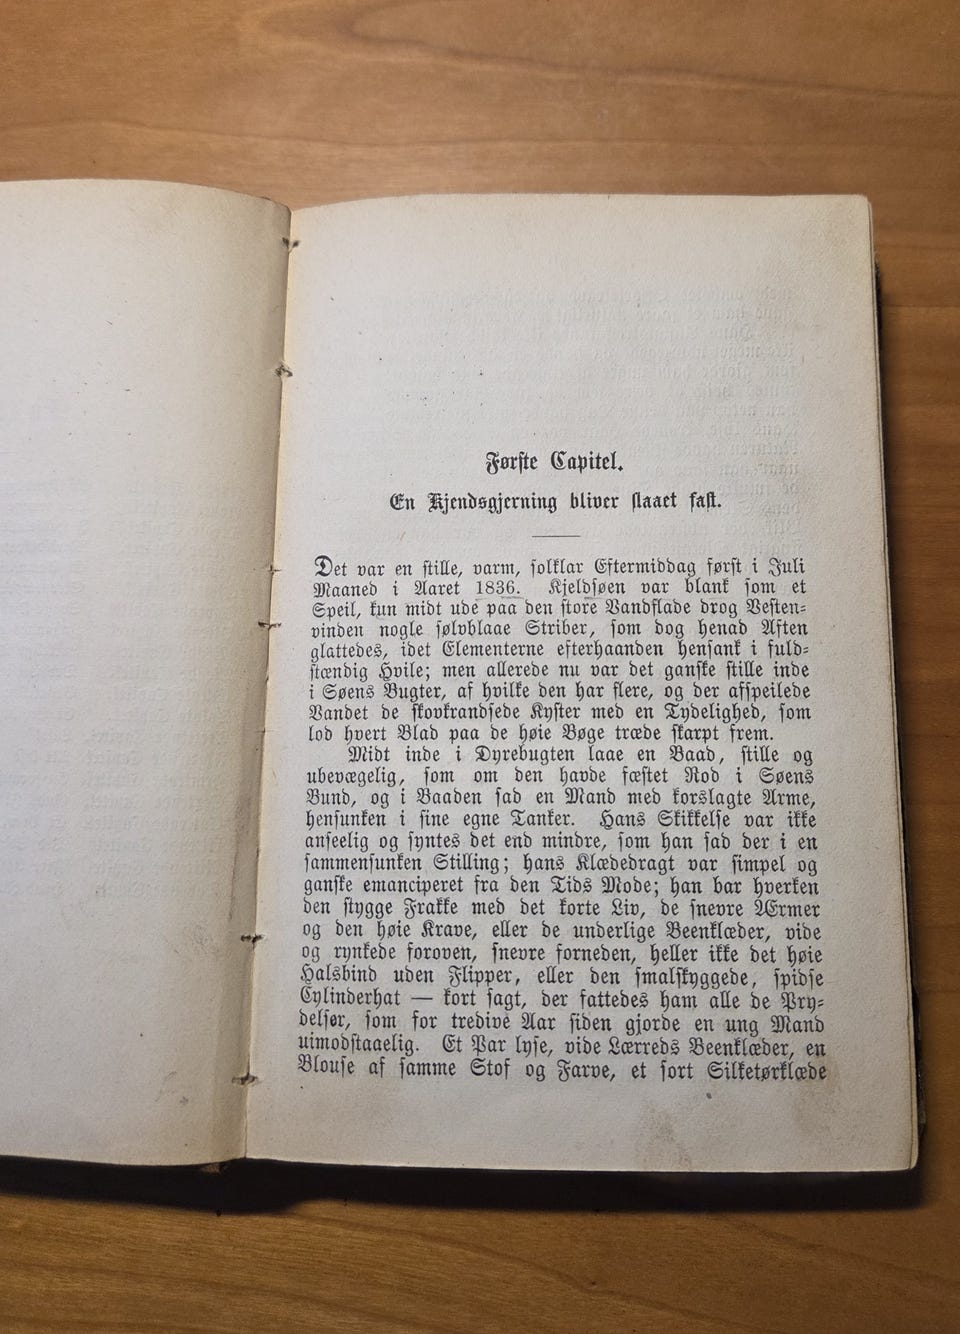 Første Capitel.
En Kjendsgjerning bliver slaaet fast.
Det var en stille, varm, solklar Eftermiddag først i Juli
Maaned i Aaret 1836. Kjeldsøen var blank som et
Speil, kun midt ude paa den store Vandflade drog Vesten-
vinden nogle sølvblaae Striber, som dog henad Aften
glattedes, idet Elementerne efterhaanden hensank i fuld-
stændig Hvile; men allerede nu var det ganske stille inde
i Søens Bugter, af hvilke den har flere, og der afspeilede
Vandet de skovkrandsede Kyster med en Tydelighed, som
lod hvert Blad paa de høie Bøge træde skarpt frem.
Midt inde i Dyrebugten laae en Baad, stille og
ubevægelig, som om den havde fæstet Rod i Søens
Bund, og i Baaden sad en Mand med korslagte Arme,
hensunken i sine egne Tanker. Hans Skikkelse var ikke
anseelig og syntes det end mindre, som han sad der i en
sammensunken Stilling; hans Klædedragt var simpel og
ganske emanciperet fra den Tids Mode; han bar hverken
den stygge Frakke med det korte Liv, de snevre Ærmer
og den høie Krave, eller de underlige Beenklæder, vide
og rynkede foroven, snevre forneden, heller ikke det høie
Halsbind uden Flipper, eller den smalskyggede, spidse
Cylinderhat — kort sagt, der fattedes ham alle de Pry-
delser, som for tredive Aar siden gjorde en ung Mand
uimodstaaelig. Et Par lyse, vide Lærreds Beenklæder, en
Blouse af samme Stof og Farve, et sort Silketørklæde